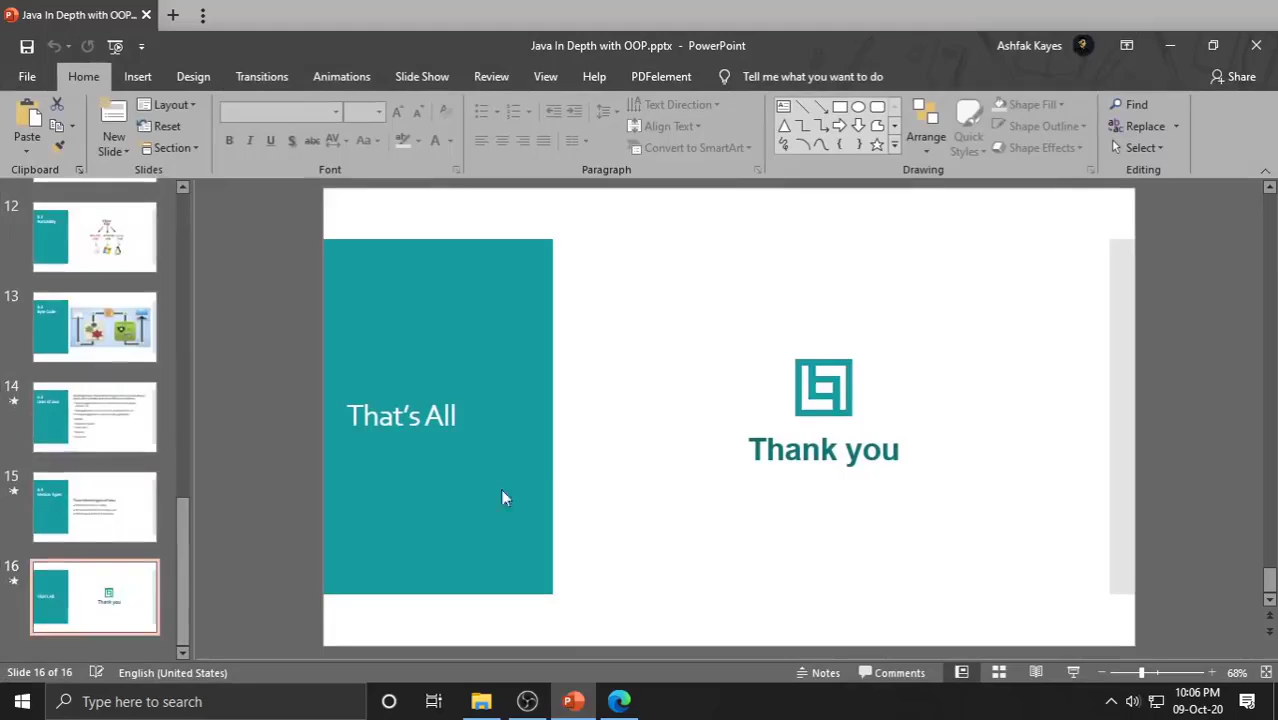 Java In Depth with OOP...
Java In Depth with OOP.pptx - PowerPoint
Ashfak Kayes
File Home Insert Design Transitions Animations Slide Show Review View Help PDFelement Tell me what you want to do Share
Paste
Clipboard
New
Slide
Layout
Reset
Section
Slides
B I U S abc AV Aa A
Font
Text Direction
Align Text
Convert to SmartArt
Paragraph
Arrange
Quick
Styles
Shape Fill
Shape Outline
Shape Effects
Drawing
Find
Replace
Select
Editing
12
13
14
15
16
That's All
Thank you
Slide 16 of 16
English (United States)
Notes
Comments
68%
Type here to search
10:06 PM
09-Oct-20